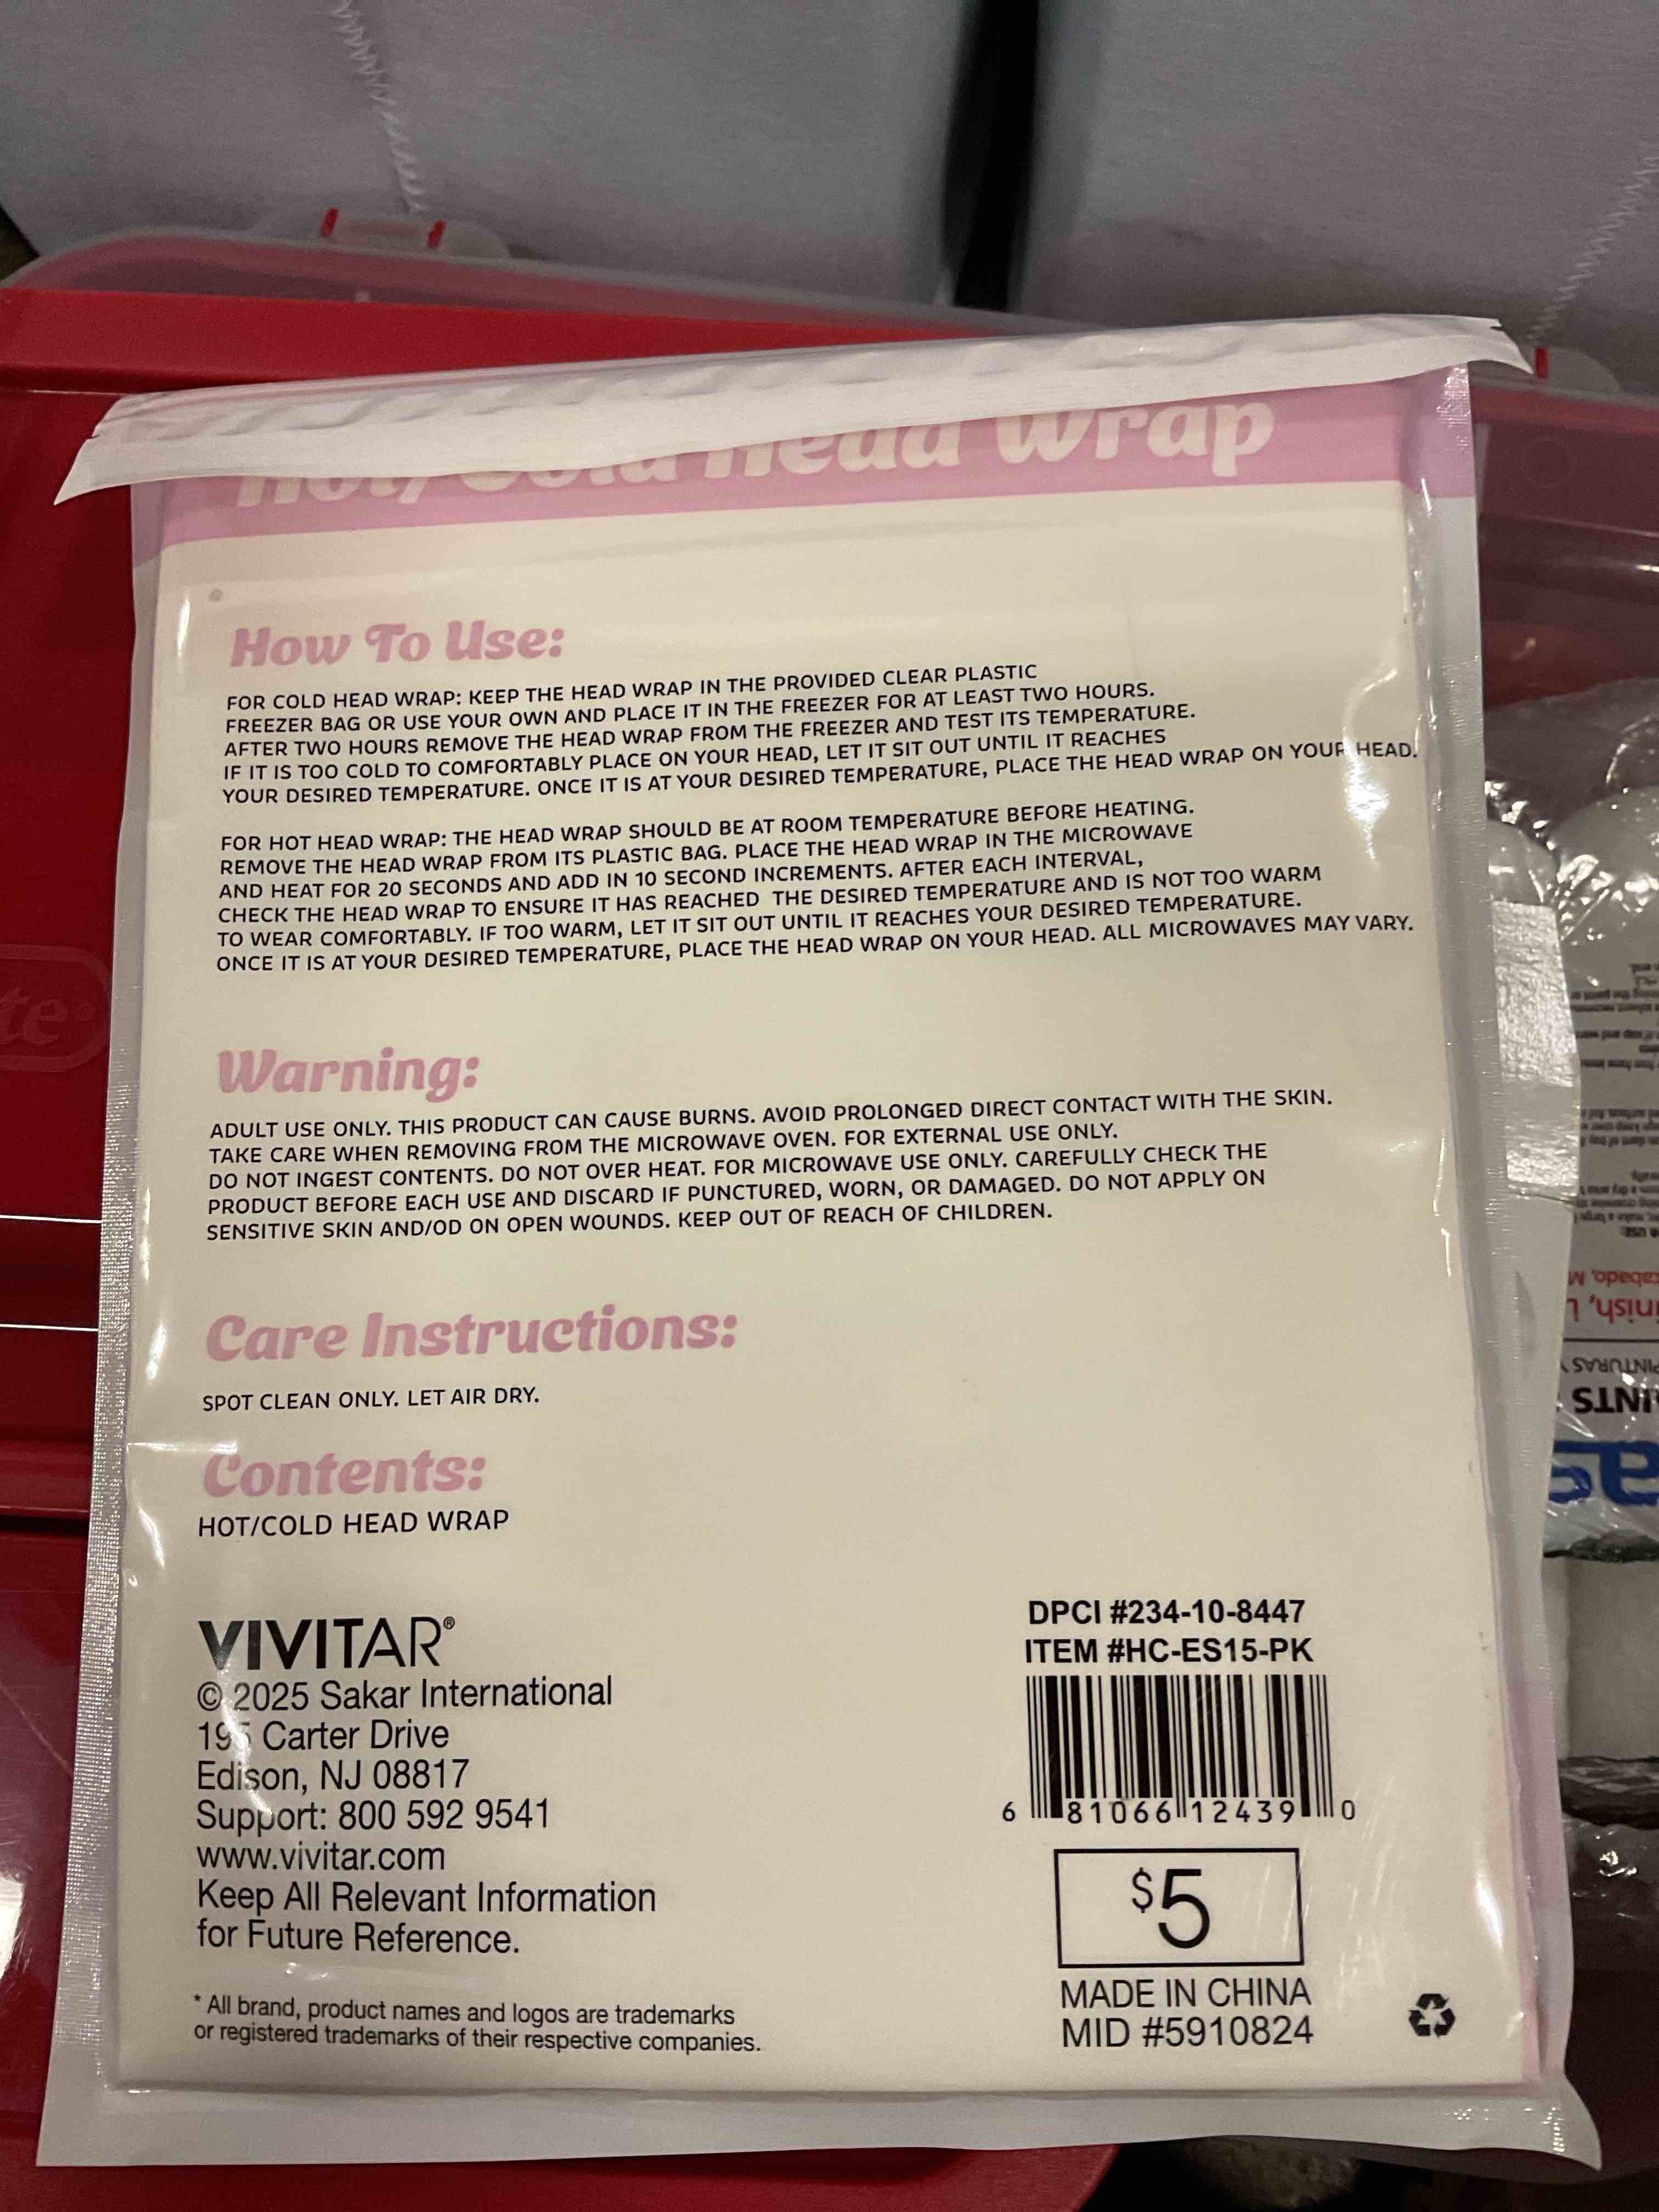 Hot/Cold Head Wrap
How To Use:
FOR COLD HEAD WRAP: KEEP THE HEAD WRAP IN THE PROVIDED CLEAR PLASTIC
FREEZER BAG OR USE YOUR OWN AND PLACE IT IN THE FREEZER FOR AT LEAST TWO HOURS.
AFTER TWO HOURS REMOVE THE HEAD WRAP FROM THE FREEZER AND TEST ITS TEMPERATURE.
IF IT IS TOO COLD TO COMFORTABLY PLACE ON YOUR HEAD, LET IT SIT OUT UNTIL IT REACHES
YOUR DESIRED TEMPERATURE. ONCE IT IS AT YOUR DESIRED TEMPERATURE, PLACE THE HEAD WRAP ON YOUR HEAD.
FOR HOT HEAD WRAP: THE HEAD WRAP SHOULD BE AT ROOM TEMPERATURE BEFORE HEATING.
REMOVE THE HEAD WRAP FROM ITS PLASTIC BAG. PLACE THE HEAD WRAP IN THE MICROWAVE
AND HEAT FOR 20 SECONDS AND ADD IN 10 SECOND INCREMENTS. AFTER EACH INTERVAL,
CHECK THE HEAD WRAP TO ENSURE IT HAS REACHED THE DESIRED TEMPERATURE AND IS NOT TOO WARM
TO WEAR COMFORTABLY. IF TOO WARM, LET IT SIT OUT UNTIL IT REACHES YOUR DESIRED TEMPERATURE.
ONCE IT IS AT YOUR DESIRED TEMPERATURE, PLACE THE HEAD WRAP ON YOUR HEAD. ALL MICROWAVES MAY VARY.
Warning:
ADULT USE ONLY. THIS PRODUCT CAN CAUSE BURNS. AVOID PROLONGED DIRECT CONTACT WITH THE SKIN.
TAKE CARE WHEN REMOVING FROM THE MICROWAVE OVEN. FOR EXTERNAL USE ONLY.
DO NOT INGEST CONTENTS. DO NOT OVER HEAT. FOR MICROWAVE USE ONLY. CAREFULLY CHECK THE
PRODUCT BEFORE EACH USE AND DISCARD IF PUNCTURED, WORN, OR DAMAGED. DO NOT APPLY ON
SENSITIVE SKIN AND/OD ON OPEN WOUNDS. KEEP OUT OF REACH OF CHILDREN.
Care Instructions:
SPOT CLEAN ONLY. LET AIR DRY.
Contents:
HOT/COLD HEAD WRAP
VIVITAR®
© 2025 Sakar International
195 Carter Drive
Edison, NJ 08817
Support: 800 592 9541
www.vivitar.com
Keep All Relevant Information
for Future Reference.
* All brand, product names and logos are trademarks
or registered trademarks of their respective companies.
DPCI #234-10-8447
ITEM #HC-ES15-PK
6 81066 12439 0
$5
MADE IN CHINA
MID #5910824